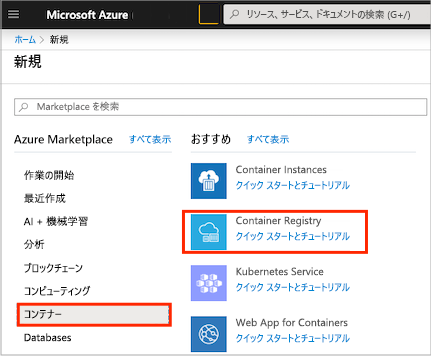 Microsoft Azure
リソース、サービス、ドキュメントの検索 (G+/)
ホーム > 新規
新規
Marketplace を検索
Azure Marketplace すべて表示
おすすめ すべて表示
作業の開始
最近作成
AI + 機械学習
分析
ブロックチェーン
コンピューティング
コンテナー
Databases
Container Instances
クイック スタートとチュートリアル
Container Registry
クイック スタートとチュートリアル
Kubernetes Service
クイック スタートとチュートリアル
Web App for Containers
クイック スタートとチュートリアル